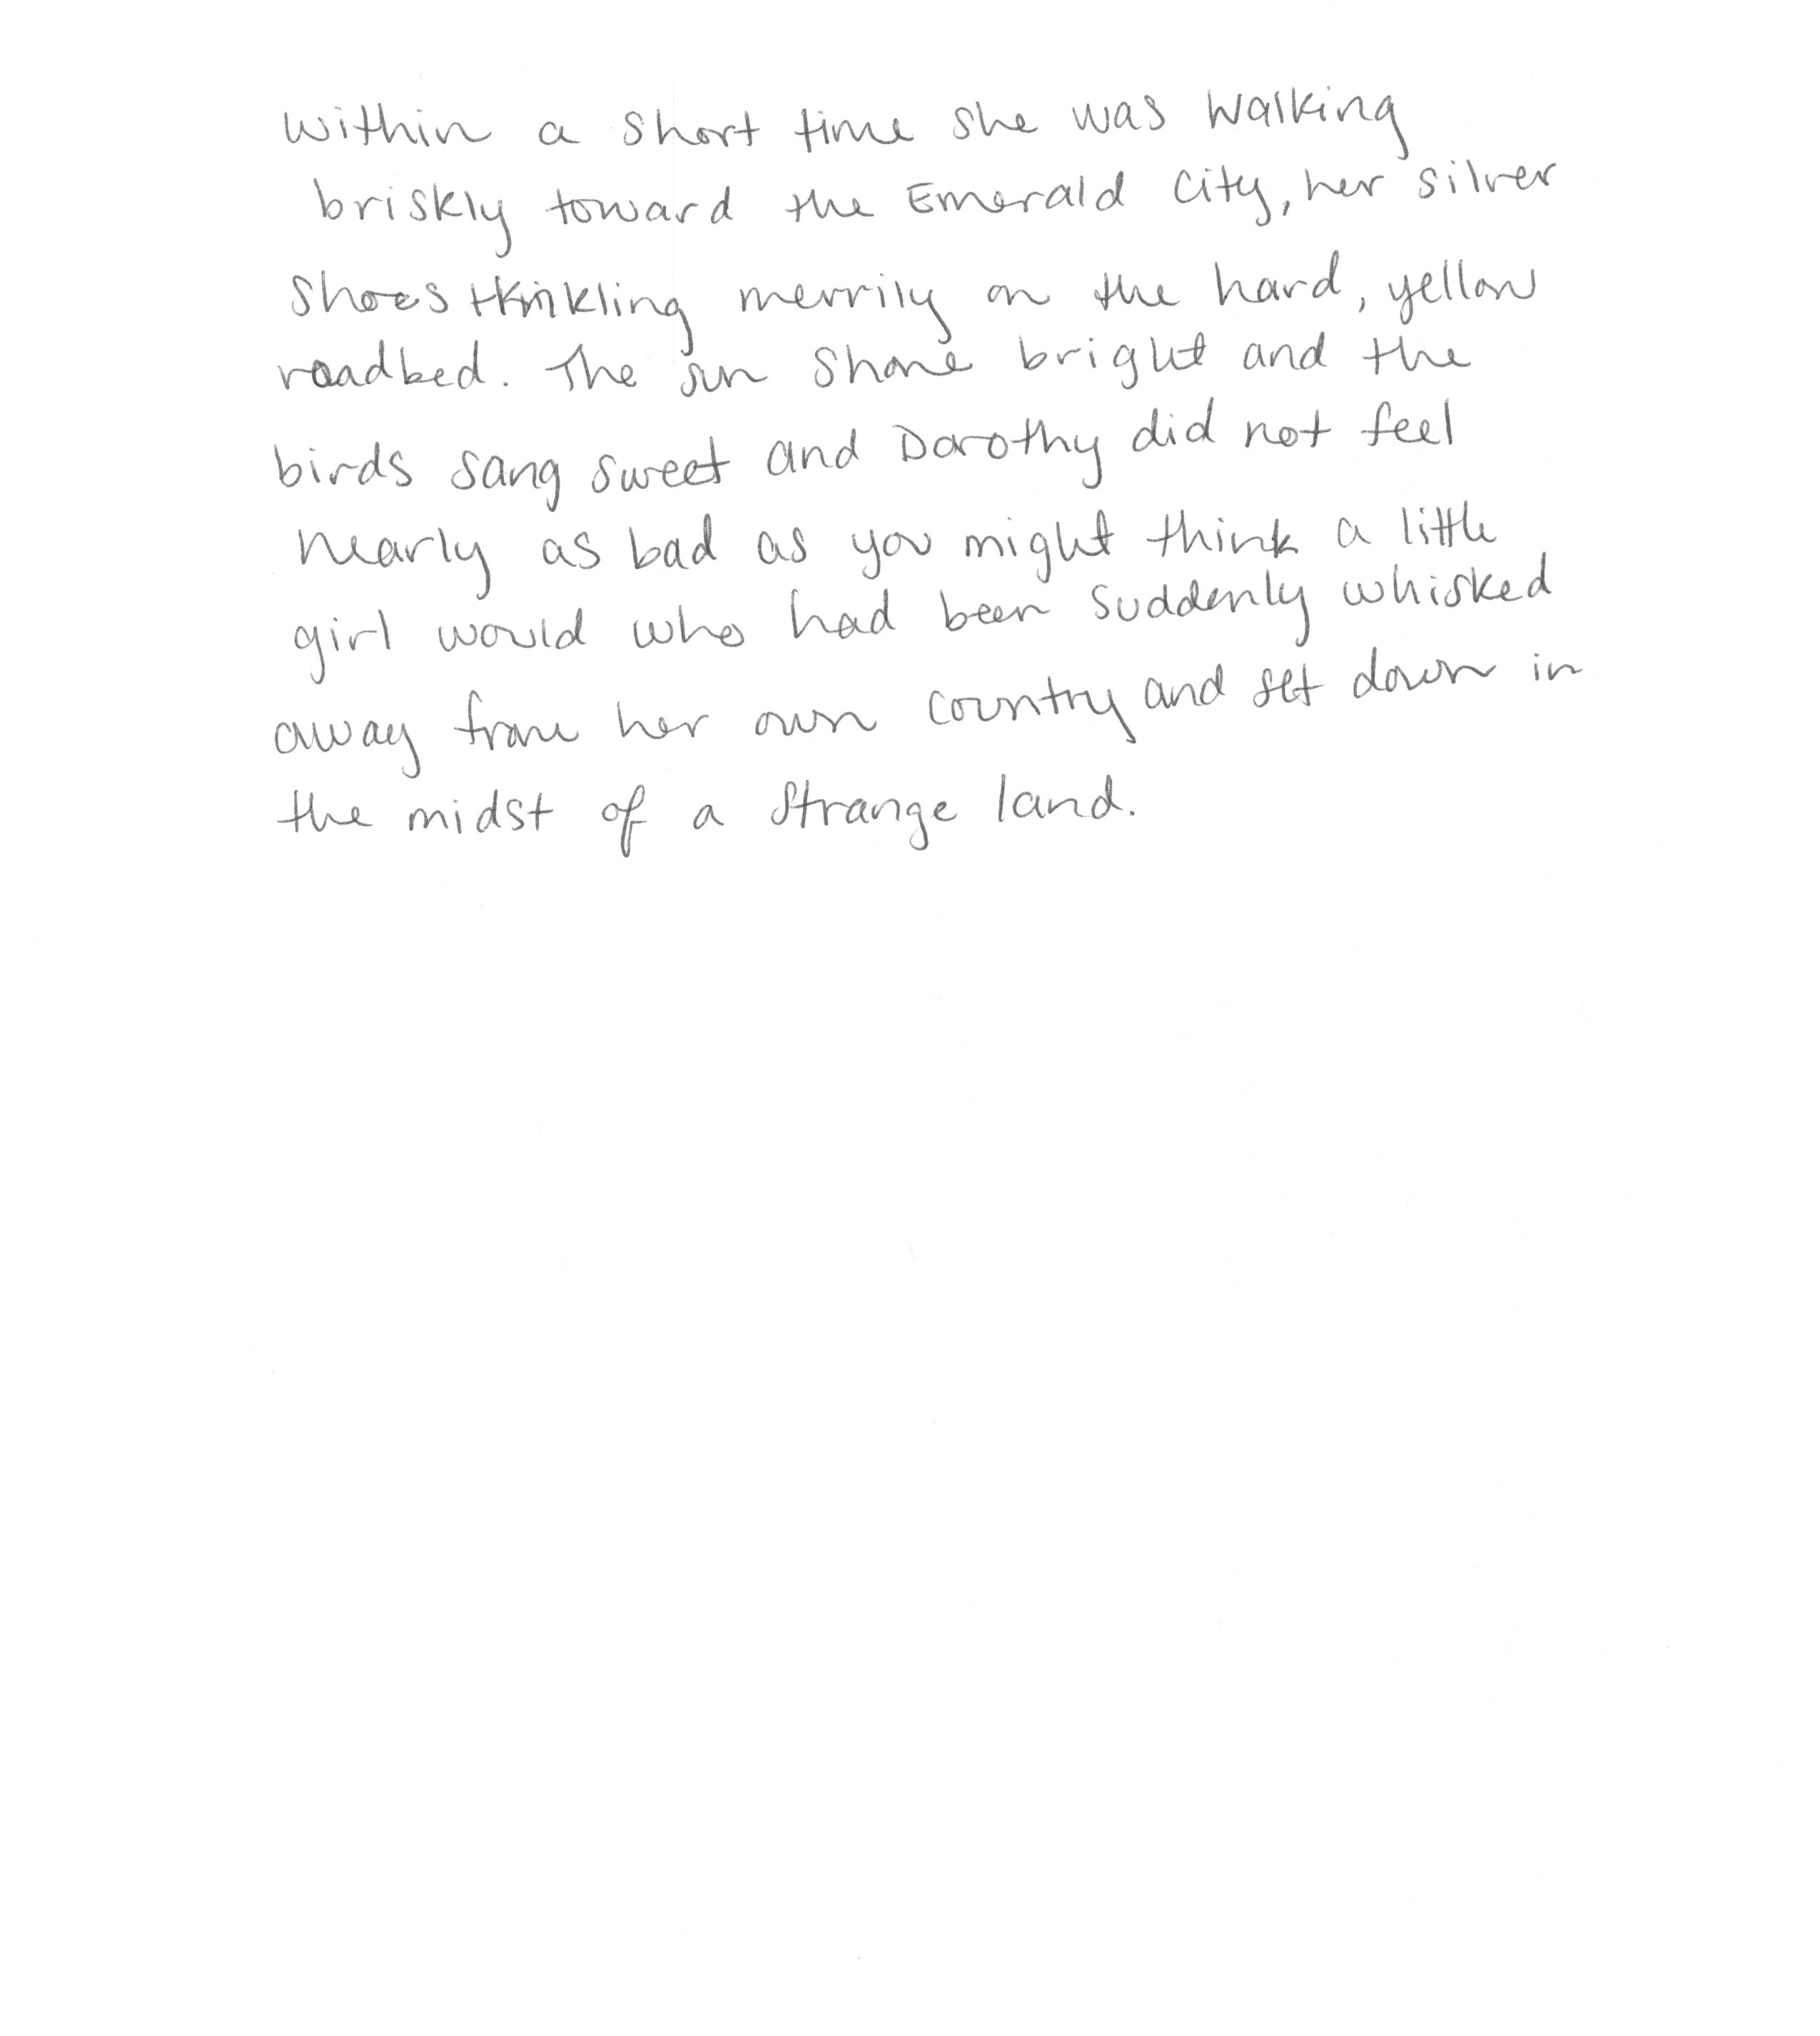 Within a short time she was walking
briskly toward the Emerald City, her silver
shoes tinkling merrily on the hard, yellow
roadbed. The sun shone bright and the
birds sang sweet and Dorothy did not feel
nearly as bad as you might think a little
girl would who had been suddenly whisked
away from her own country and set down in
the midst of a strange land.